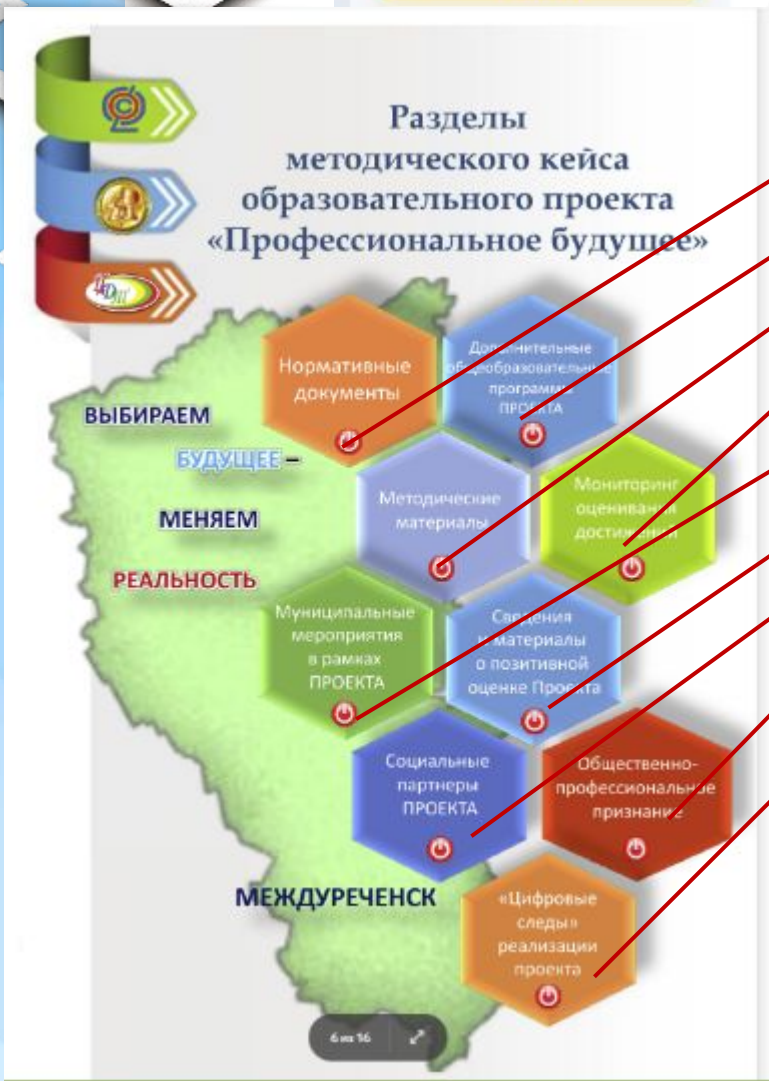 Разделы
методического кейса
образовательного проекта
«Профессиональное будущее»
Нормативные
документы
Дополнительные
общеобразовательные
программы
ПРОЕКТА
ВЫБИРАЕМ
БУДУЩЕЕ –
МЕНЯЕМ
РЕАЛЬНОСТЬ
Методические
материалы
Мониторинг
оценивания
достижений
Муниципальные
мероприятия
в рамках
ПРОЕКТА
Сведения
и материалы
о позитивной
оценке Проекта
Социальные
партнеры
ПРОЕКТА
Общественно-
профессиональное
признание
МЕЖДУРЕЧЕНСК
«Цифровые
следы»
реализации
проекта
6 из 16